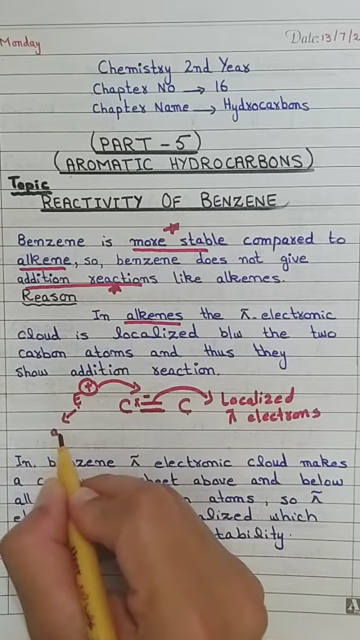 Monday
Date: 13/7/2
Chemistry 2nd Year
Chapter No → 16
Chapter Name → Hydrocarbons
(PART - 5)
(AROMATIC HYDROCARBONS)
Topic
REACTIVITY OF BENZENE
Benzene is more stable compared to
alkene, so, benzene does not give
addition reactions like alkenes.
Reason
In alkenes the π-electronic
cloud is localized b/w the two
carbon atoms and thus they
show addition reaction.
+ C π = C Localized
E π electrons
In benzene π electronic cloud makes
a sheet above and below
all atoms, so π
which